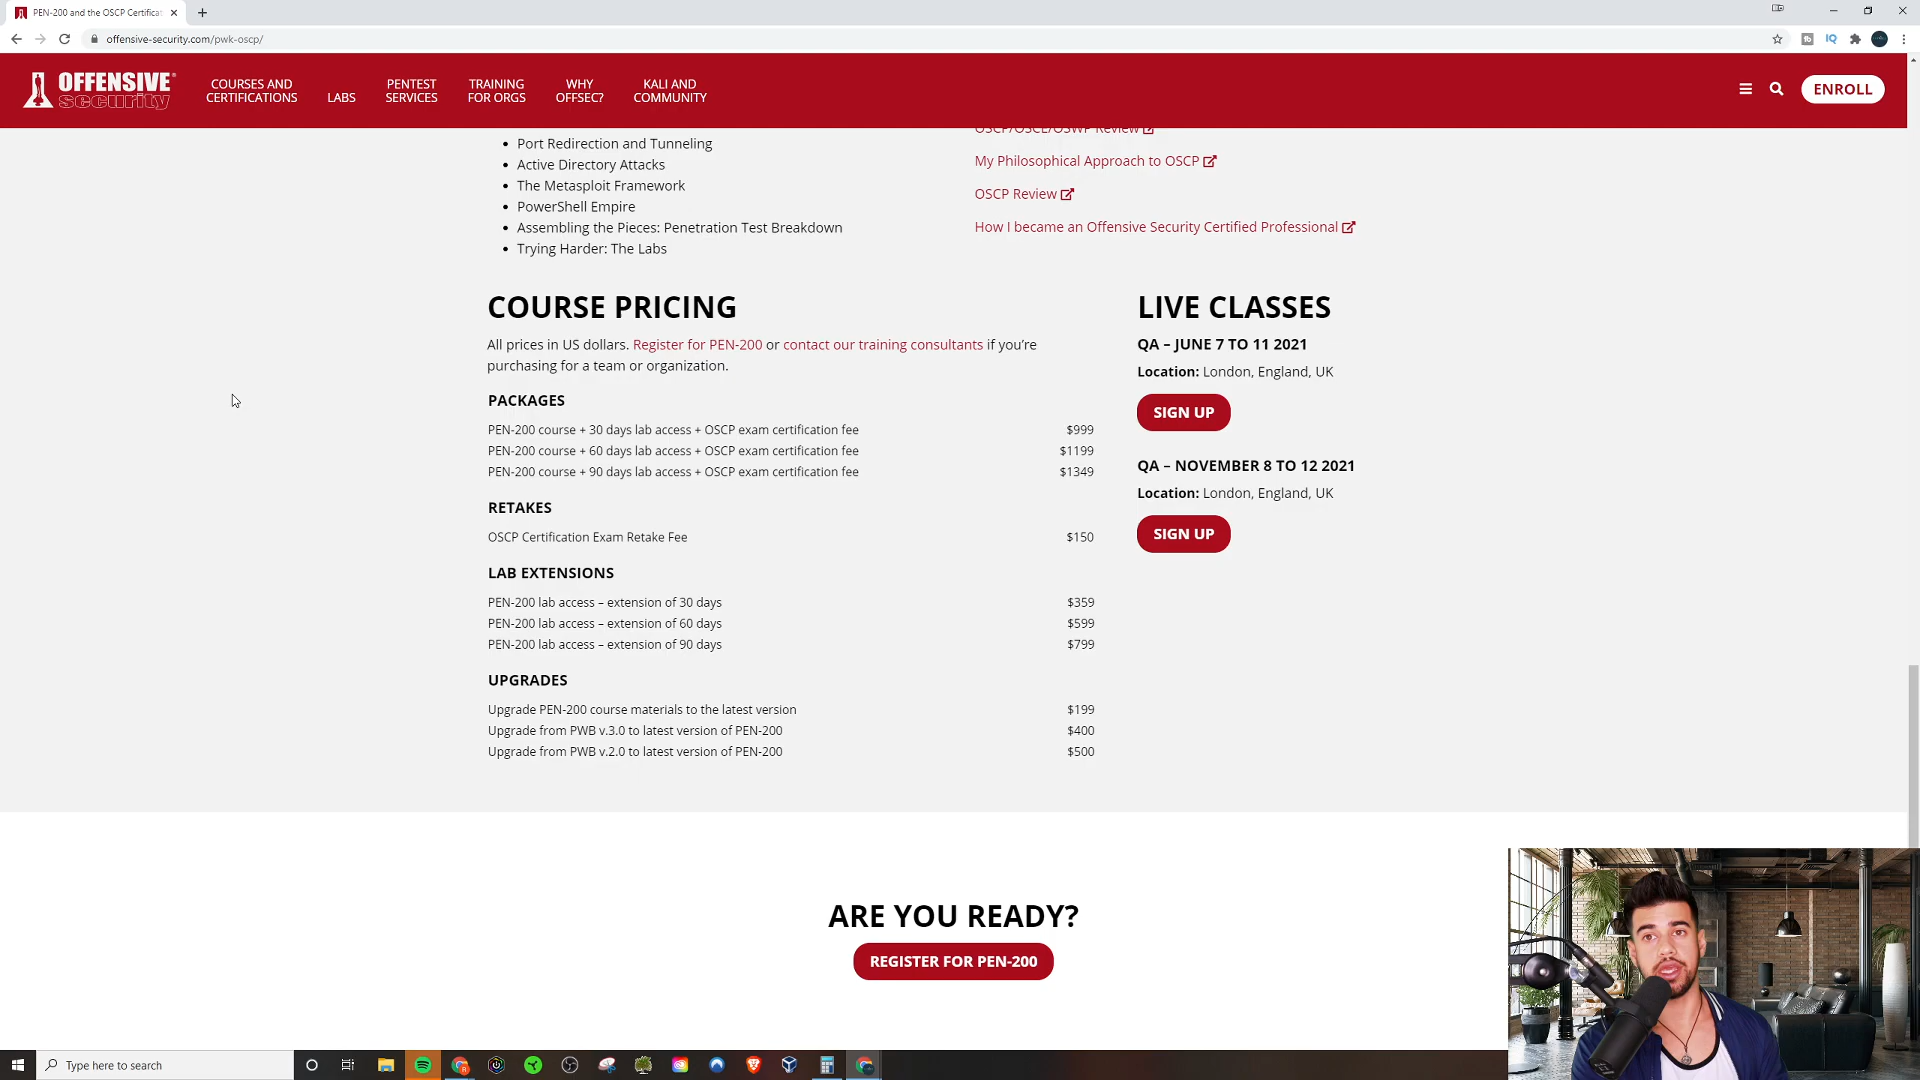 PEN-200 and the OSCP Certificat
offensive-security.com/pwk-oscp/
OFFENSIVE
security
COURSES AND
CERTIFICATIONS
LABS
PENTEST
SERVICES
TRAINING
FOR ORGS
WHY
OFFSEC?
KALI AND
COMMUNITY
ENROLL
Port Redirection and Tunneling
Active Directory Attacks
The Metasploit Framework
PowerShell Empire
Assembling the Pieces: Penetration Test Breakdown
Trying Harder: The Labs
OSCP/OSCE/OSWP Review
My Philosophical Approach to OSCP
OSCP Review
How I became an Offensive Security Certified Professional
COURSE PRICING
All prices in US dollars. Register for PEN-200 or contact our training consultants if you're
purchasing for a team or organization.
PACKAGES
PEN-200 course + 30 days lab access + OSCP exam certification fee $999
PEN-200 course + 60 days lab access + OSCP exam certification fee $1199
PEN-200 course + 90 days lab access + OSCP exam certification fee $1349
RETAKES
OSCP Certification Exam Retake Fee $150
LAB EXTENSIONS
PEN-200 lab access – extension of 30 days $359
PEN-200 lab access – extension of 60 days $599
PEN-200 lab access – extension of 90 days $799
UPGRADES
Upgrade PEN-200 course materials to the latest version $199
Upgrade from PWB v.3.0 to latest version of PEN-200 $400
Upgrade from PWB v.2.0 to latest version of PEN-200 $500
LIVE CLASSES
QA – JUNE 7 TO 11 2021
Location: London, England, UK
SIGN UP
QA – NOVEMBER 8 TO 12 2021
Location: London, England, UK
SIGN UP
ARE YOU READY?
REGISTER FOR PEN-200
Type here to search